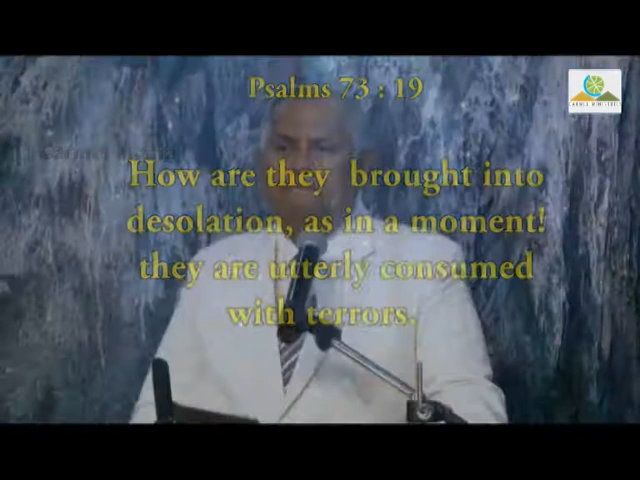 Psalms 73 : 19
How are they brought into
desolation, as in a moment!
they are utterly consumed
with terrors.